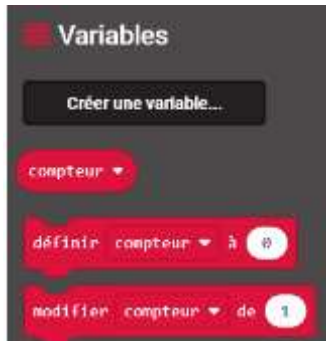 Variables
Créer une variable...
compteur
définir compteur à 0
modifier compteur de 1